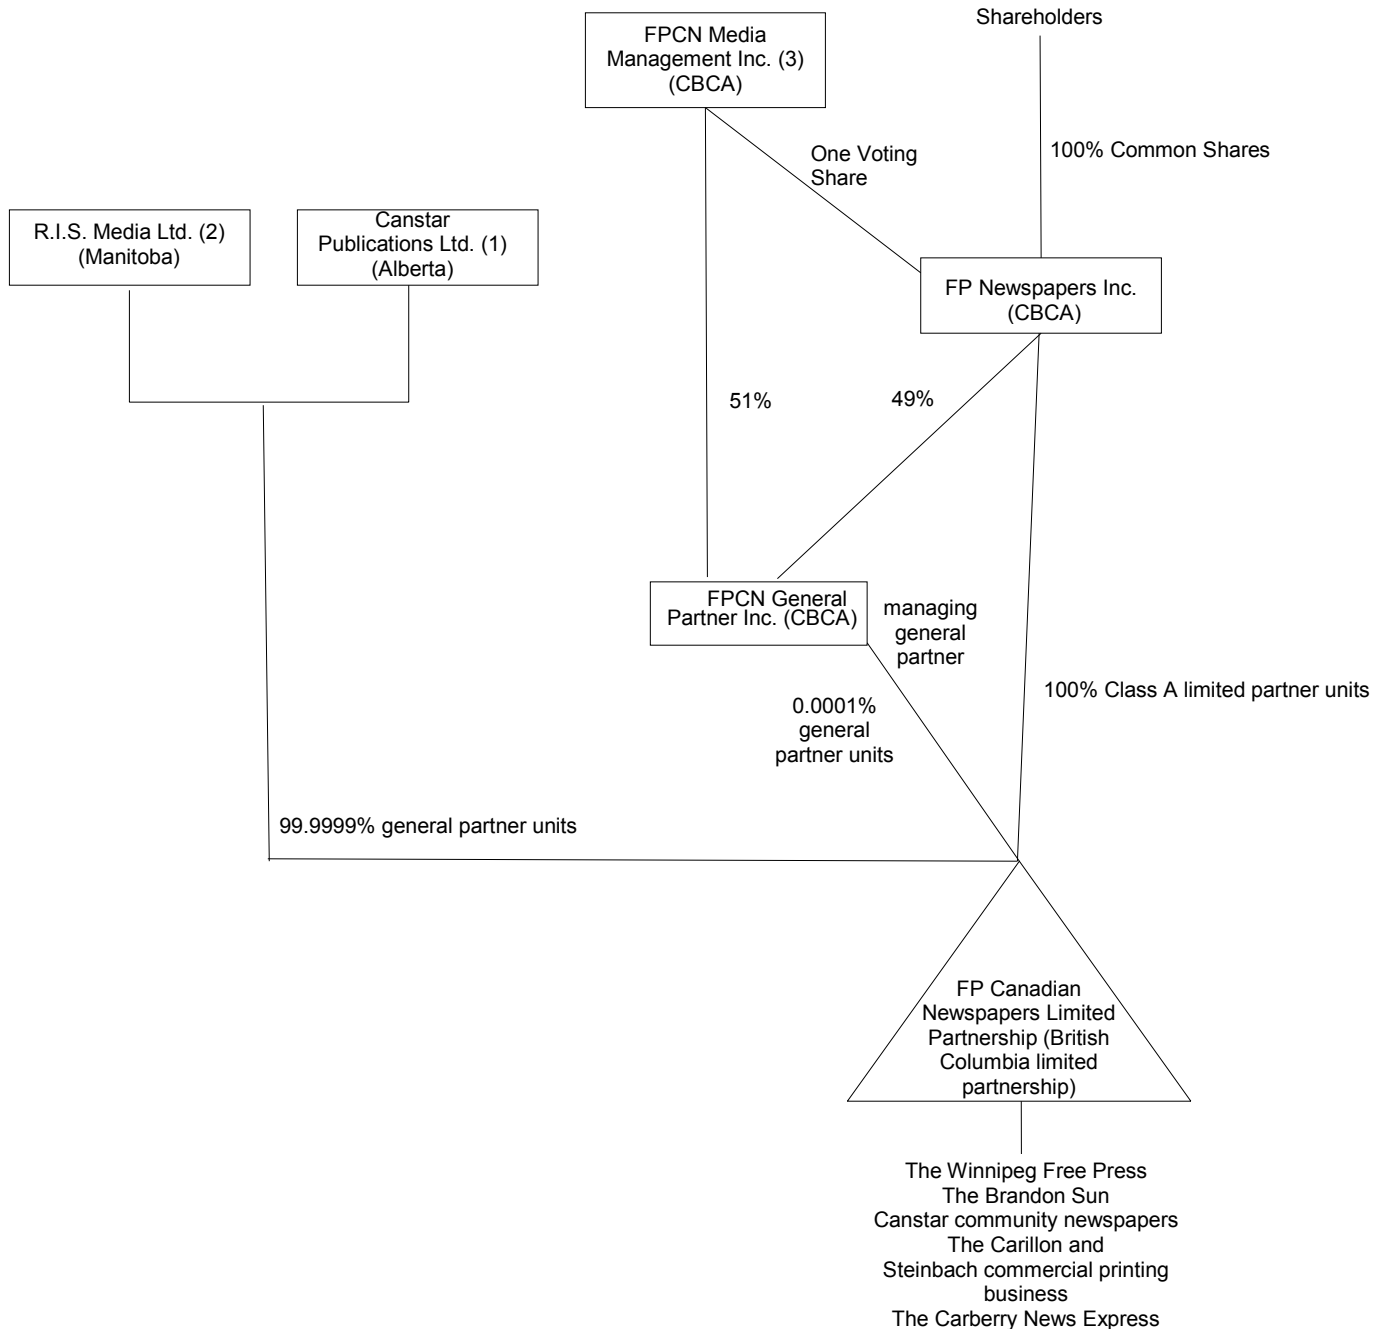 Shareholders
FPCN Media
Management Inc. (3)
(CBCA)
One Voting
Share
100% Common Shares
R.I.S. Media Ltd. (2)
(Manitoba)
Canstar
Publications Ltd. (1)
(Alberta)
FP Newspapers Inc.
(CBCA)
51%
49%
FPCN General
Partner Inc. (CBCA)
managing
general
partner
100% Class A limited partner units
0.0001%
general
partner units
99.9999% general partner units
FP Canadian
Newspapers Limited
Partnership (British
Columbia limited
partnership)
The Winnipeg Free Press
The Brandon Sun
Canstar community newspapers
The Carillon and
Steinbach commercial printing
business
The Carberry News Express